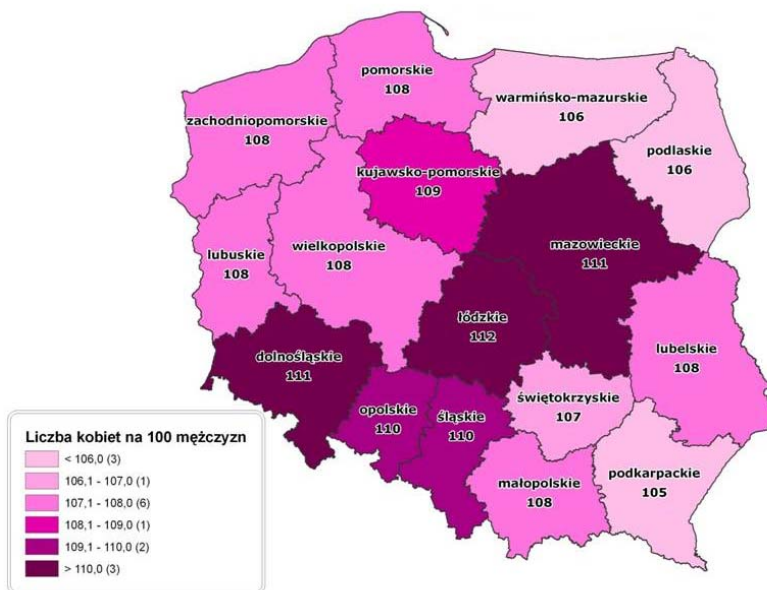 pomorskie
108
warmińsko-mazurskie
106
zachodniopomorskie
108
podlaskie
106
kujawsko-pomorskie
109
mazowieckie
111
wielkopolskie
108
lubuskie
108
łódzkie
112
lubelskie
108
dolnośląskie
111
świętokrzyskie
107
opolskie
110
śląskie
110
podkarpackie
105
małopolskie
108
Liczba kobiet na 100 mężczyzn
< 106,0 (3)
106,1 - 107,0 (1)
107,1 - 108,0 (6)
108,1 - 109,0 (1)
109,1 - 110,0 (2)
> 110,0 (3)